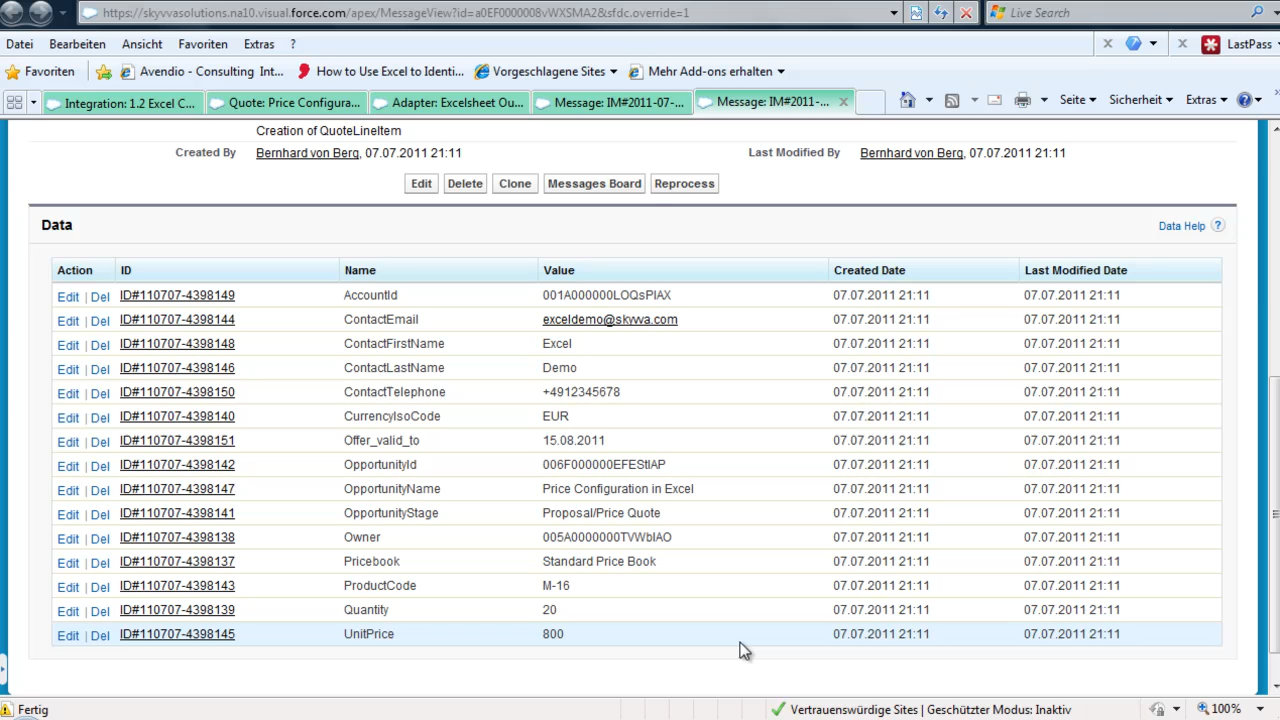 https://skyvvasolutions.na10.visual.force.com/apex/MessageView?id=a0EF0000008vWXSMA2&sfdc.override=1
Live Search
Datei Bearbeiten Ansicht Favoriten Extras ?
LastPass
Favoriten Avendio - Consulting Int... How to Use Excel to Identi... Vorgeschlagene Sites Mehr Add-ons erhalten
Integration: 1.2 Excel C... Quote: Price Configura... Adapter: Excelsheet Ou... Message: IM#2011-07-... Message: IM#2011-... Seite Sicherheit Extras
Creation of QuoteLineItem
Created By Bernhard von Berg, 07.07.2011 21:11 Last Modified By Bernhard von Berg, 07.07.2011 21:11
Edit Delete Clone Messages Board Reprocess
Data Data Help ?
Action ID Name Value Created Date Last Modified Date
Edit | Del ID#110707-4398149 AccountId 001A000000LOQsPIAX 07.07.2011 21:11 07.07.2011 21:11
Edit | Del ID#110707-4398144 ContactEmail exceldemo@skyvva.com 07.07.2011 21:11 07.07.2011 21:11
Edit | Del ID#110707-4398148 ContactFirstName Excel 07.07.2011 21:11 07.07.2011 21:11
Edit | Del ID#110707-4398146 ContactLastName Demo 07.07.2011 21:11 07.07.2011 21:11
Edit | Del ID#110707-4398150 ContactTelephone +4912345678 07.07.2011 21:11 07.07.2011 21:11
Edit | Del ID#110707-4398140 CurrencyIsoCode EUR 07.07.2011 21:11 07.07.2011 21:11
Edit | Del ID#110707-4398151 Offer_valid_to 15.08.2011 07.07.2011 21:11 07.07.2011 21:11
Edit | Del ID#110707-4398142 OpportunityId 006F000000EFEStIAP 07.07.2011 21:11 07.07.2011 21:11
Edit | Del ID#110707-4398147 OpportunityName Price Configuration in Excel 07.07.2011 21:11 07.07.2011 21:11
Edit | Del ID#110707-4398141 OpportunityStage Proposal/Price Quote 07.07.2011 21:11 07.07.2011 21:11
Edit | Del ID#110707-4398138 Owner 005A0000000TVWbIAO 07.07.2011 21:11 07.07.2011 21:11
Edit | Del ID#110707-4398137 Pricebook Standard Price Book 07.07.2011 21:11 07.07.2011 21:11
Edit | Del ID#110707-4398143 ProductCode M-16 07.07.2011 21:11 07.07.2011 21:11
Edit | Del ID#110707-4398139 Quantity 20 07.07.2011 21:11 07.07.2011 21:11
Edit | Del ID#110707-4398145 UnitPrice 800 07.07.2011 21:11 07.07.2011 21:11
Fertig Vertrauenswürdige Sites | Geschützter Modus: Inaktiv 100%